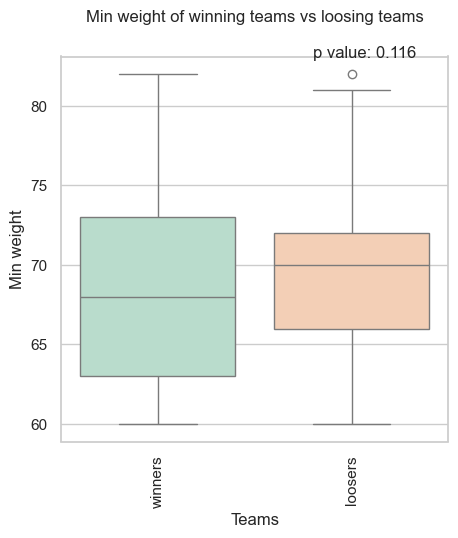 Min weight of winning teams vs loosing teams
p value: 0.116
80
75
70
65
60
Min weight
winners
loosers
Teams